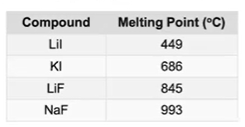 Compound Melting Point (°C)
LiI 449
KI 686
LiF 845
NaF 993